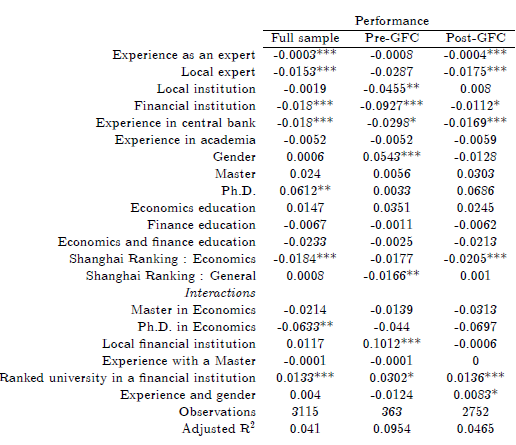 Performance
Full sample Pre-GFC Post-GFC
Experience as an expert -0.0003*** -0.0008 -0.0004***
Local expert -0.0153*** -0.0287 -0.0175***
Local institution -0.0019 -0.0455** 0.008
Financial institution -0.018*** -0.0927*** -0.0112*
Experience in central bank -0.018*** -0.0298* -0.0169***
Experience in academia -0.0052 -0.0052 -0.0059
Gender 0.0006 0.0543*** -0.0128
Master 0.024 0.0056 0.0303
Ph.D. 0.0612** 0.0033 0.0686
Economics education 0.0147 0.0351 0.0245
Finance education -0.0067 -0.0011 -0.0062
Economics and finance education -0.0233 -0.0025 -0.0213
Shanghai Ranking : Economics -0.0184*** -0.0177 -0.0205***
Shanghai Ranking : General 0.0008 -0.0166** 0.001
Interactions
Master in Economics -0.0214 -0.0139 -0.0313
Ph.D. in Economics -0.0633** -0.044 -0.0697
Local financial institution 0.0117 0.1012*** -0.0006
Experience with a Master -0.0001 -0.0001 0
Ranked university in a financial institution 0.0133*** 0.0302* 0.0136***
Experience and gender 0.004 -0.0124 0.0083*
Observations 3115 363 2752
Adjusted R² 0.041 0.0954 0.0465